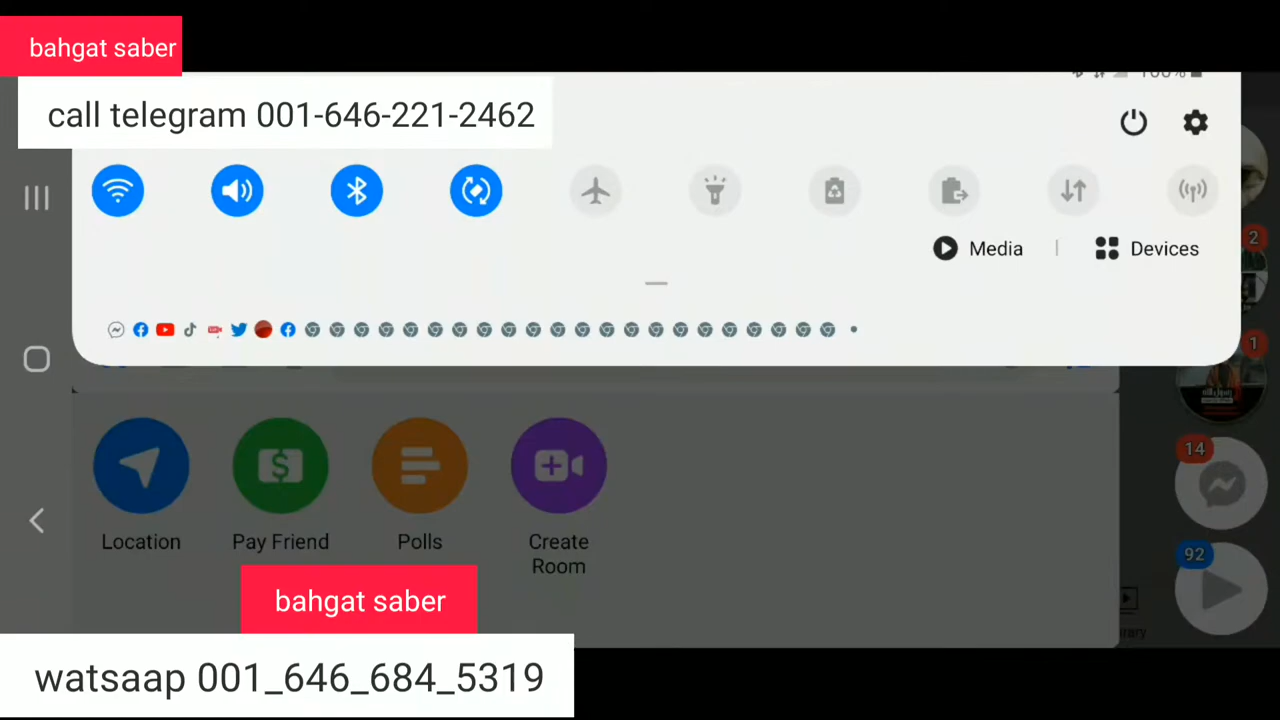 bahgat saber
call telegram 001-646-221-2462
Media
Devices
2
1
14
Location
Pay Friend
Polls
Create
Room
92
bahgat saber
watsaap 001_646_684_5319